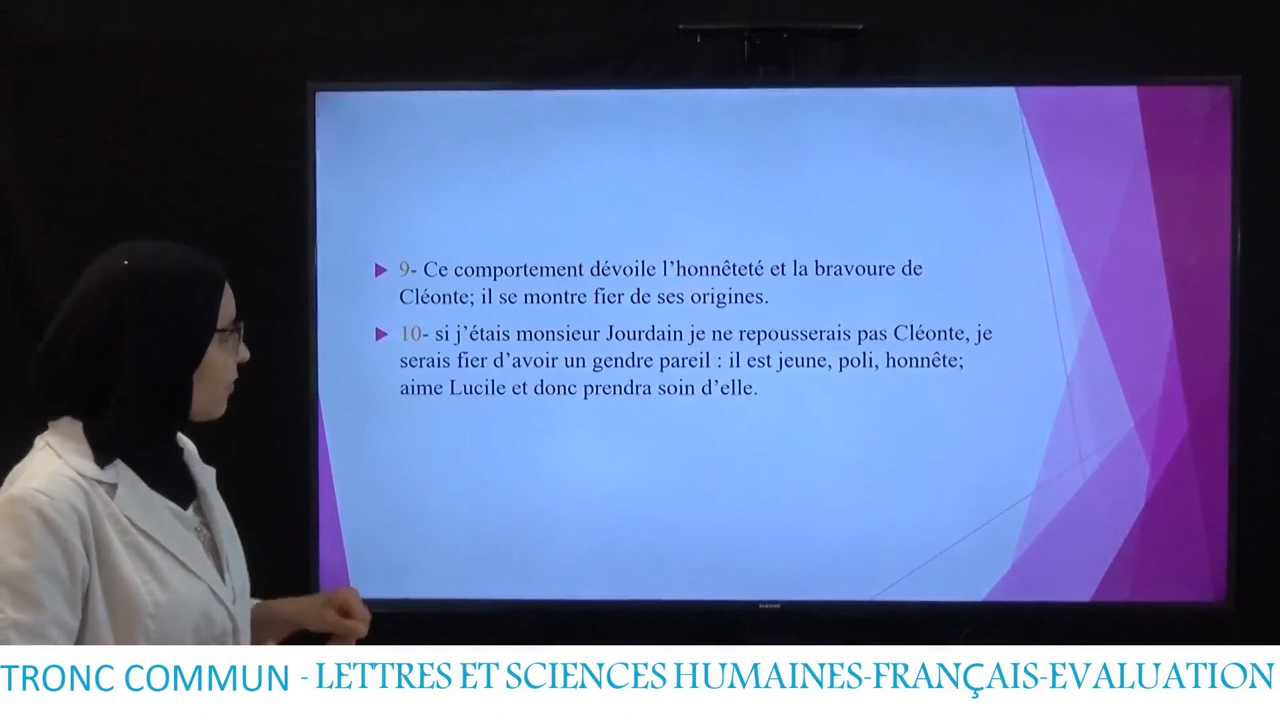 9- Ce comportement dévoile l’honnêteté et la bravoure de
Cléonte; il se montre fier de ses origines.
10- si j’étais monsieur Jourdain je ne repousserais pas Cléonte, je
serais fier d’avoir un gendre pareil : il est jeune, poli, honnête;
aime Lucile et donc prendra soin d’elle.
SAMSUNG
TRONC COMMUN - LETTRES ET SCIENCES HUMAINES-FRANÇAIS-EVALUATION